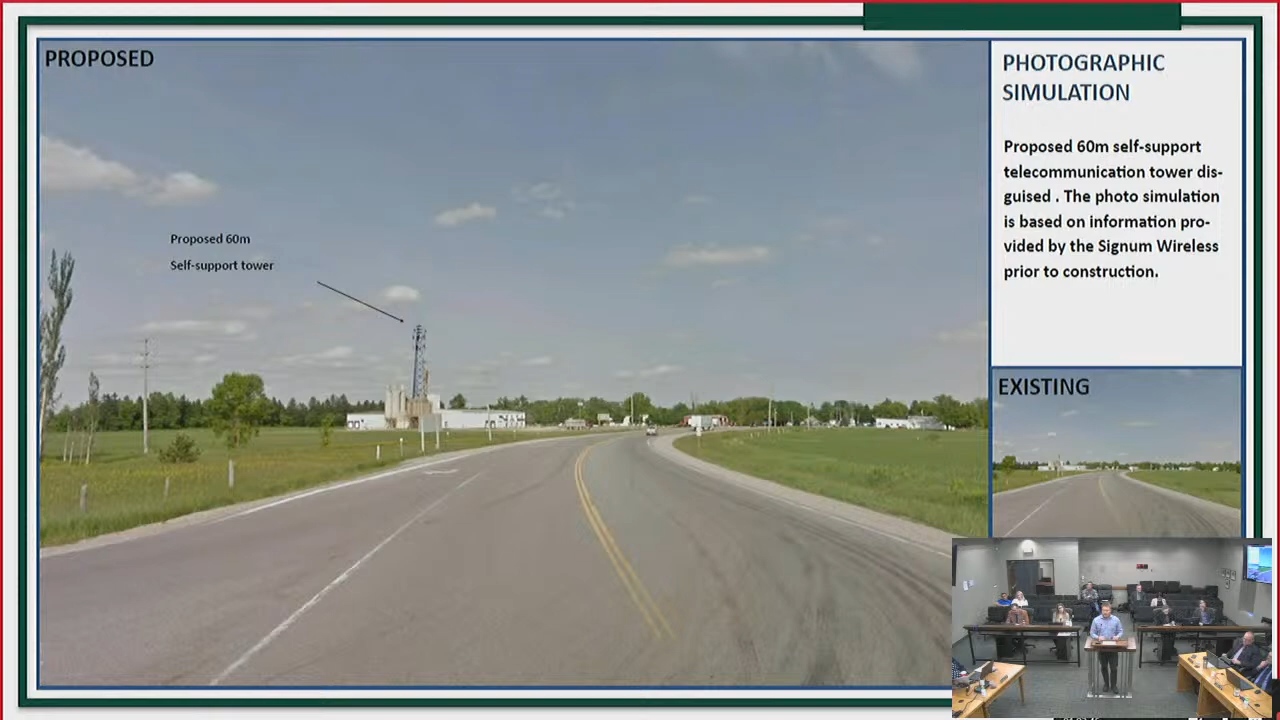 PROPOSED
Proposed 60m
Self-support tower
PHOTOGRAPHIC
SIMULATION
Proposed 60m self-support
telecommunication tower dis-
guised . The photo simulation
is based on information pro-
vided by the Signum Wireless
prior to construction.
EXISTING